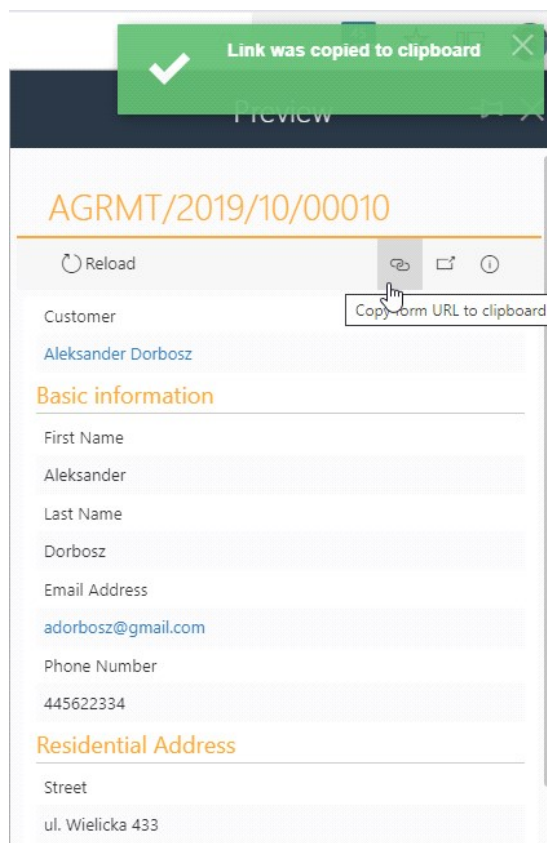 45
Link was copied to clipboard
Preview
AGRMT/2019/10/00010
Reload
Copy form URL to clipboard
Customer
Aleksander Dorbosz
Basic information
First Name
Aleksander
Last Name
Dorbosz
Email Address
adorbosz@gmail.com
Phone Number
445622334
Residential Address
Street
ul. Wielicka 433